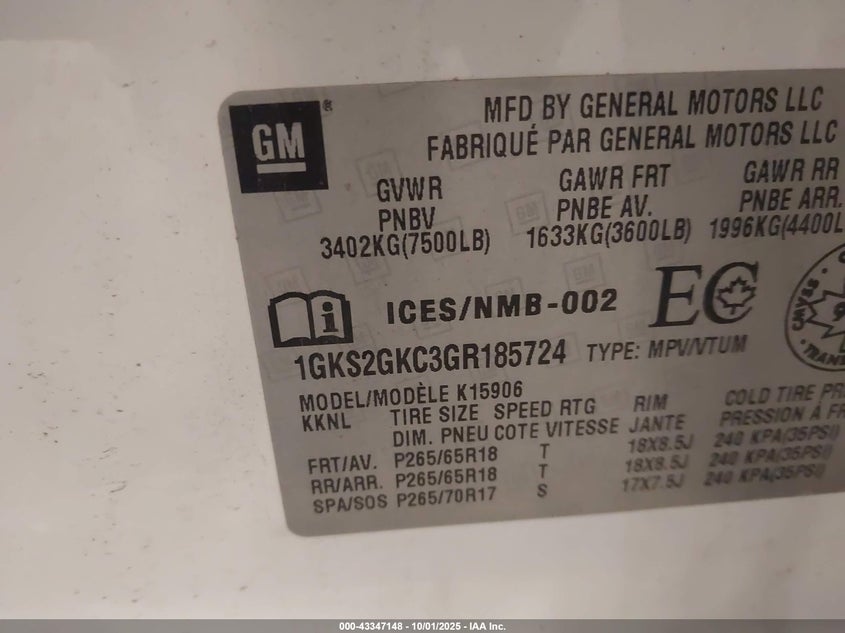 GM®
MFD BY GENERAL MOTORS LLC
FABRIQUÉ PAR GENERAL MOTORS LLC
GVWR GAWR FRT GAWR RR
PNBV PNBE AV. PNBE ARR.
3402KG(7500LB) 1633KG(3600LB) 1996KG(4400L
ICES/NMB-002 EC
CMVSS
TRAN
1GKS2GKC3GR185724 TYPE: MPV/VTUM
MODEL/MODÈLE K15906
KKNL TIRE SIZE SPEED RTG RIM COLD TIRE PR
DIM. PNEU COTE VITESSE JANTE PRESSION À F
FRT/AV. P265/65R18 T 18X8.5J 240 KPA(35PSI)
RR/ARR. P265/65R18 T 18X8.5J 240 KPA(35PSI)
SPA/SOS P265/70R17 S 17X7.5J 240 KPA(35PSI)
000-43347148 - 10/01/2025 - IAA Inc.